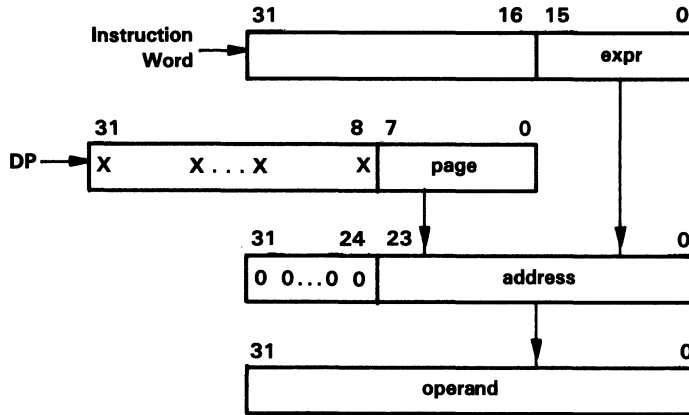 31 16 15 0
Instruction Word
expr
31 8 7 0
DP
X X...X X page
31 24 23 0
0 0...0 0 address
31 0
operand